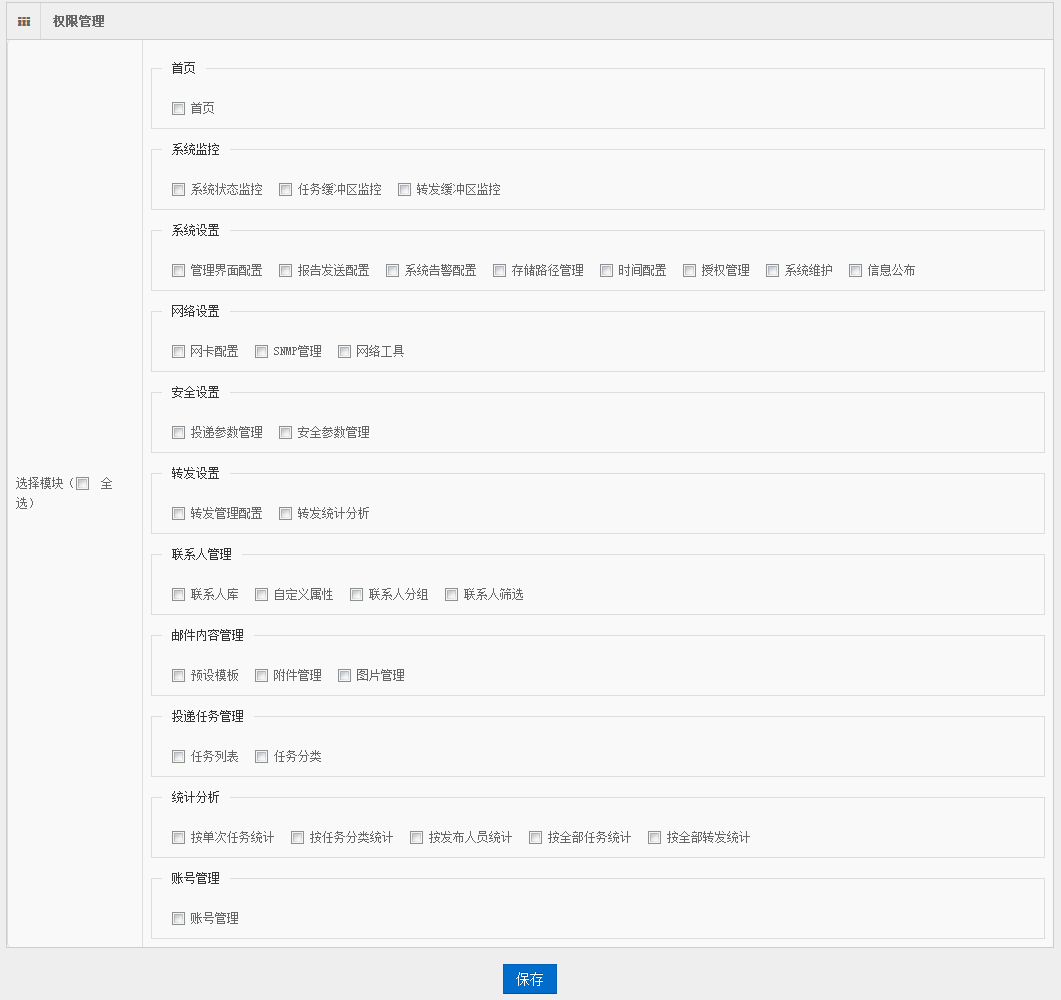 权限管理
首页
首页
系统监控
系统状态监控 任务缓冲区监控 转发缓冲区监控
系统设置
管理界面配置 报告发送配置 系统告警配置 存储路径管理 时间配置 授权管理 系统维护 信息公布
网络设置
网卡配置 SNMP管理 网络工具
安全设置
投递参数管理 安全参数管理
选择模块（ 全
选）
转发设置
转发管理配置 转发统计分析
联系人管理
联系人库 自定义属性 联系人分组 联系人筛选
邮件内容管理
预设模板 附件管理 图片管理
投递任务管理
任务列表 任务分类
统计分析
按单次任务统计 按任务分类统计 按发布人员统计 按全部任务统计 按全部转发统计
账号管理
账号管理
保存